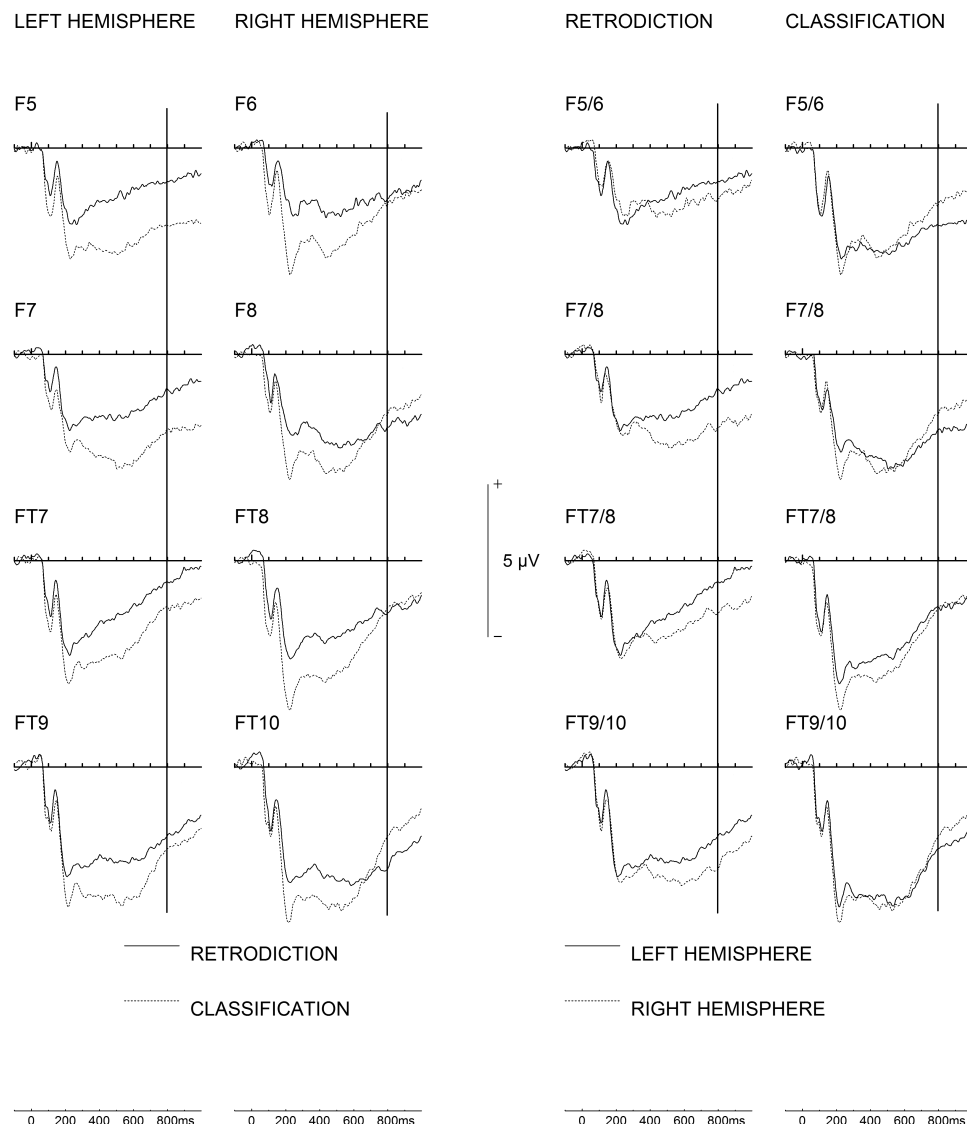 LEFT HEMISPHERE RIGHT HEMISPHERE RETRODICTION CLASSIFICATION
F5 F6 F5/6 F5/6
F7 F8 F7/8 F7/8
+
FT7 FT8 FT7/8 FT7/8
5 µV
−
FT9 FT10 FT9/10 FT9/10
RETRODICTION LEFT HEMISPHERE
CLASSIFICATION RIGHT HEMISPHERE
0 200 400 600 800ms 0 200 400 600 800ms 0 200 400 600 800ms 0 200 400 600 800ms